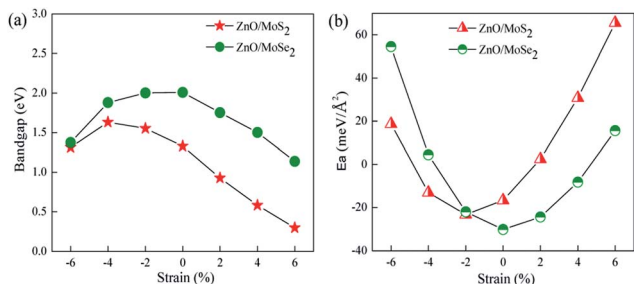 (a)
ZnO/MoS2
ZnO/MoSe2
Bandgap (eV)
3.0
2.5
2.0
1.5
1.0
0.5
0.0
-6 -4 -2 0 2 4 6
Strain (%)
(b)
ZnO/MoS2
ZnO/MoSe2
Ea (meV/Å²)
60
40
20
0
-20
-40
-6 -4 -2 0 2 4 6
Strain (%)